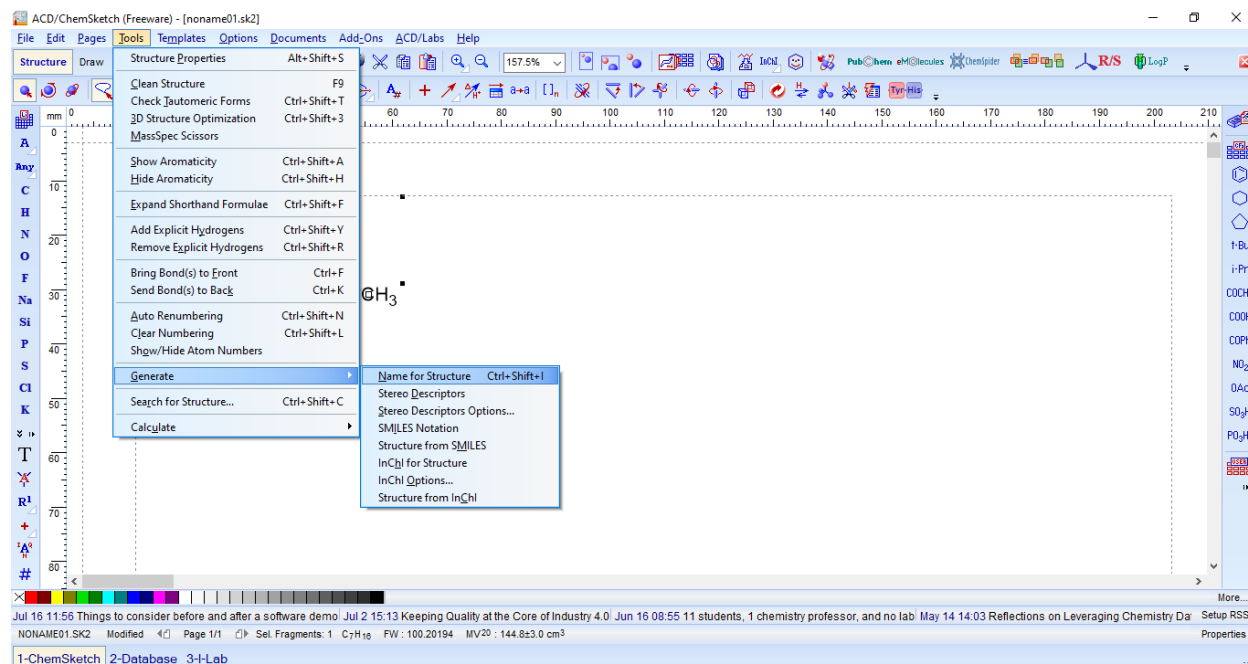 ACD/ChemSketch (Freeware) - [noname01.sk2]
File Edit Pages Tools Templates Options Documents Add-Ons ACD/Labs Help
Structure Draw 157.5% InChI PubChem eMolecules ChemSpider R/S LogP
Tyr His
mm 0 60 70 80 90 100 110 120 130 140 150 160 170 180 190 200 210
Structure Properties Alt+Shift+S
Clean Structure F9
Check Tautomeric Forms Ctrl+Shift+T
3D Structure Optimization Ctrl+Shift+3
MassSpec Scissors
Show Aromaticity Ctrl+Shift+A
Hide Aromaticity Ctrl+Shift+H
Expand Shorthand Formulae Ctrl+Shift+F
Add Explicit Hydrogens Ctrl+Shift+Y
Remove Explicit Hydrogens Ctrl+Shift+R
Bring Bond(s) to Front Ctrl+F
Send Bond(s) to Back Ctrl+K
Auto Renumbering Ctrl+Shift+N
Clear Numbering Ctrl+Shift+L
Show/Hide Atom Numbers
Generate
Search for Structure... Ctrl+Shift+C
Calculate
Name for Structure Ctrl+Shift+I
Stereo Descriptors
Stereo Descriptors Options...
SMILES Notation
Structure from SMILES
InChI for Structure
InChI Options...
Structure from InChI
CH3
0
10
20
30
40
50
60
70
80
A
Any
C
H
N
O
F
Na
Si
P
S
Cl
K
T
R1
#
t-Bu
i-Pr
COCH
COOH
COPh
NO2
OAc
SO3H
PO3H
USER
More...
Jul 16 11:56 Things to consider before and after a software demo Jul 2 15:13 Keeping Quality at the Core of Industry 4.0 Jun 16 08:55 11 students, 1 chemistry professor, and no lab May 14 14:03 Reflections on Leveraging Chemistry Da Setup RSS
NONAME01.SK2 Modified Page 1/1 Sel. Fragments: 1 C7H16 FW : 100.20194 MV20 : 144.8±3.0 cm3 Properties
1-ChemSketch 2-Database 3-I-Lab